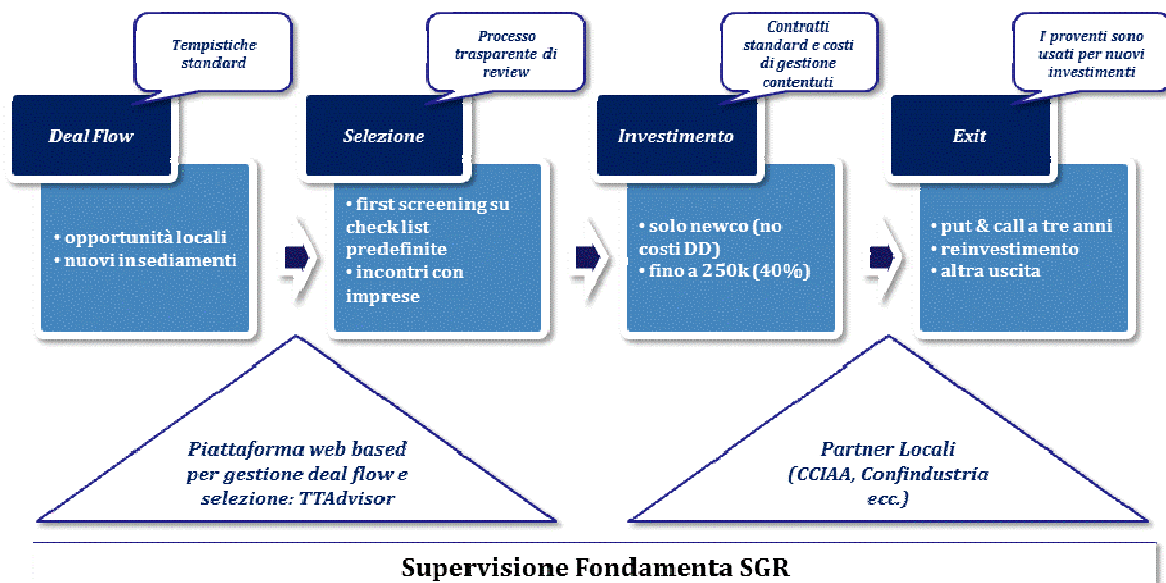 Tempistiche
standard
Processo
trasparente di
review
Contratti
standard e costi
di gestione
contentuti
I proventi sono
usati per nuovi
investimenti
Deal Flow
Selezione
Investimento
Exit
• opportunità locali
• nuovi insediamenti
• first screening su
check list
predefinite
• incontri con
imprese
• solo newco (no
costi DD)
• fino a 250k (40%)
• put & call a tre anni
• reinvestimento
• altra uscita
Piattaforma web based
per gestione deal flow e
selezione: TTAdvisor
Partner Locali
(CCIAA, Confindustria
ecc.)
Supervisione Fondamenta SGR